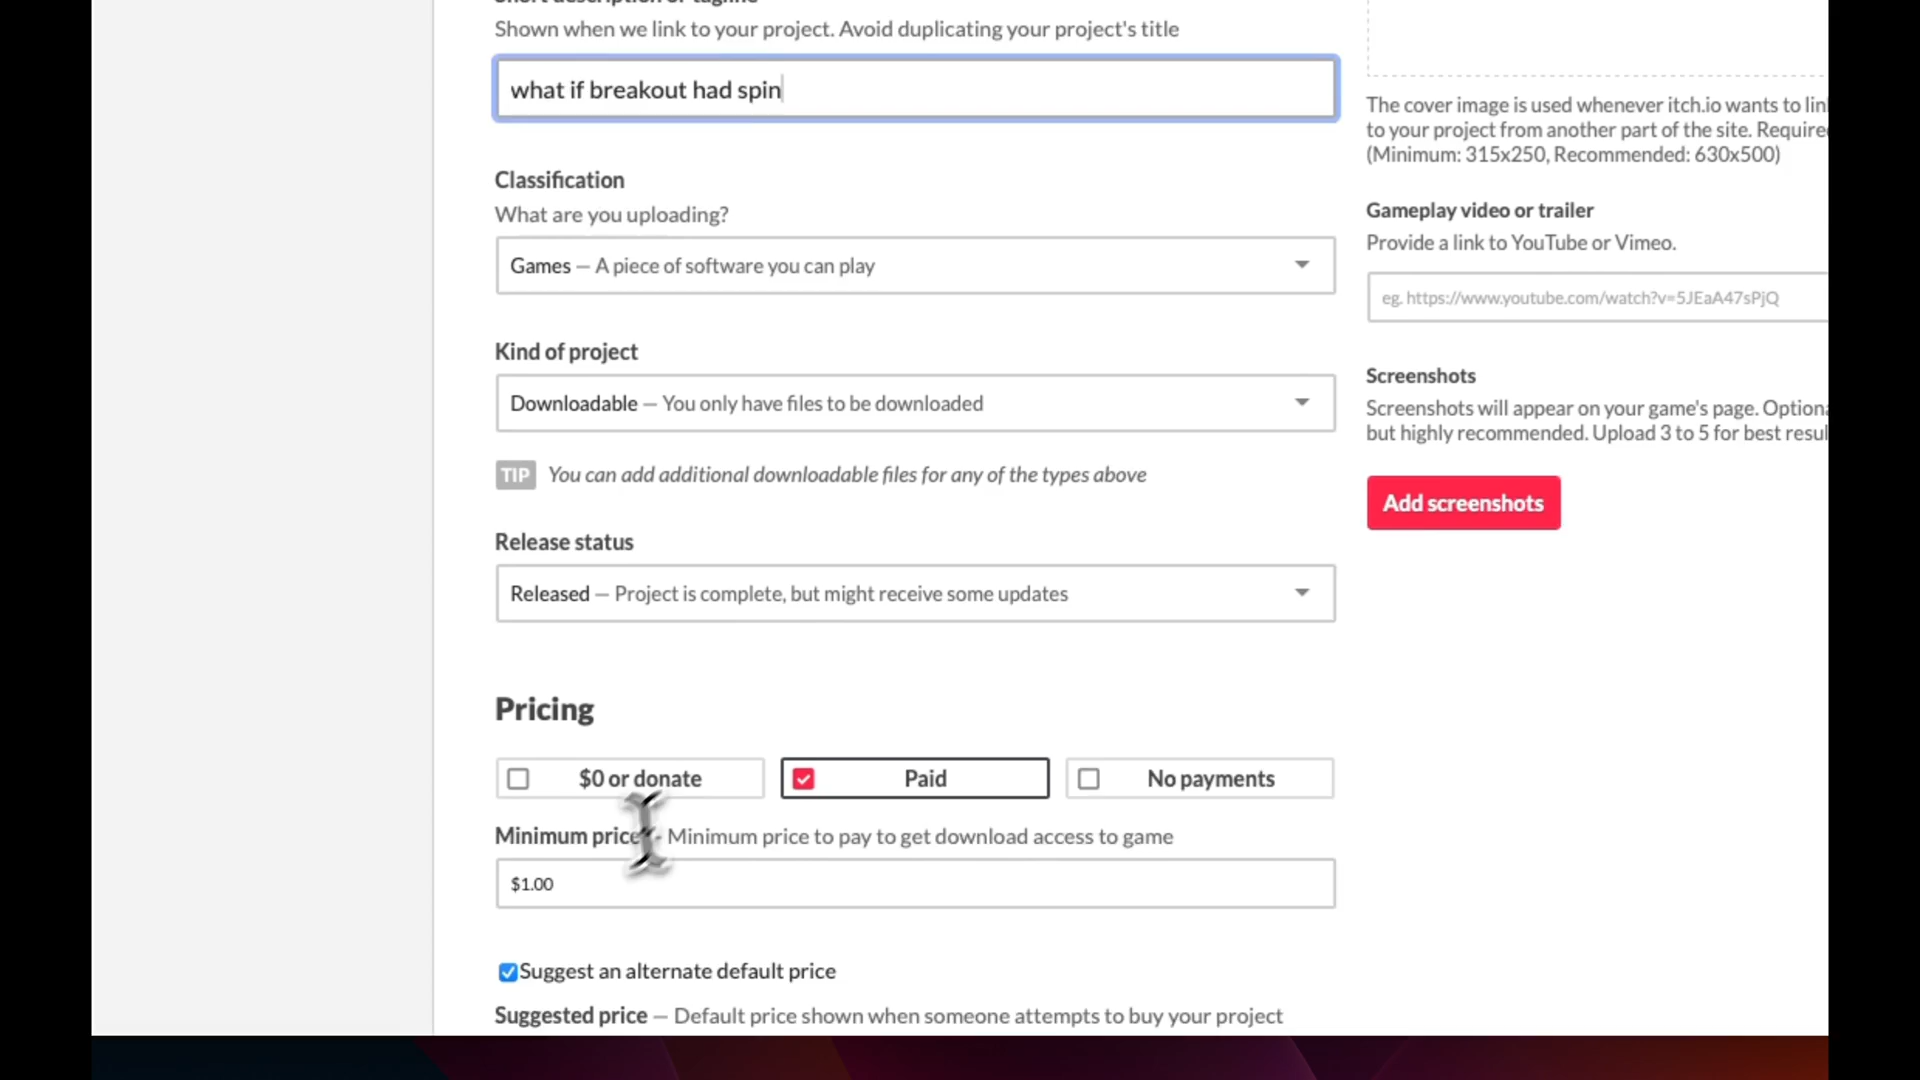 Short description or tagline
Shown when we link to your project. Avoid duplicating your project's title
what if breakout had spin
Classification
What are you uploading?
Games — A piece of software you can play
Kind of project
Downloadable — You only have files to be downloaded
TIP You can add additional downloadable files for any of the types above
Release status
Released — Project is complete, but might receive some updates
Pricing
$0 or donate
Paid
No payments
Minimum price — Minimum price to pay to get download access to game
$1.00
Suggest an alternate default price
Suggested price — Default price shown when someone attempts to buy your project
The cover image is used whenever itch.io wants to lin
to your project from another part of the site. Require
(Minimum: 315x250, Recommended: 630x500)
Gameplay video or trailer
Provide a link to YouTube or Vimeo.
eg. https://www.youtube.com/watch?v=5JEaA47sPjQ
Screenshots
Screenshots will appear on your game's page. Optiona
but highly recommended. Upload 3 to 5 for best resul
Add screenshots